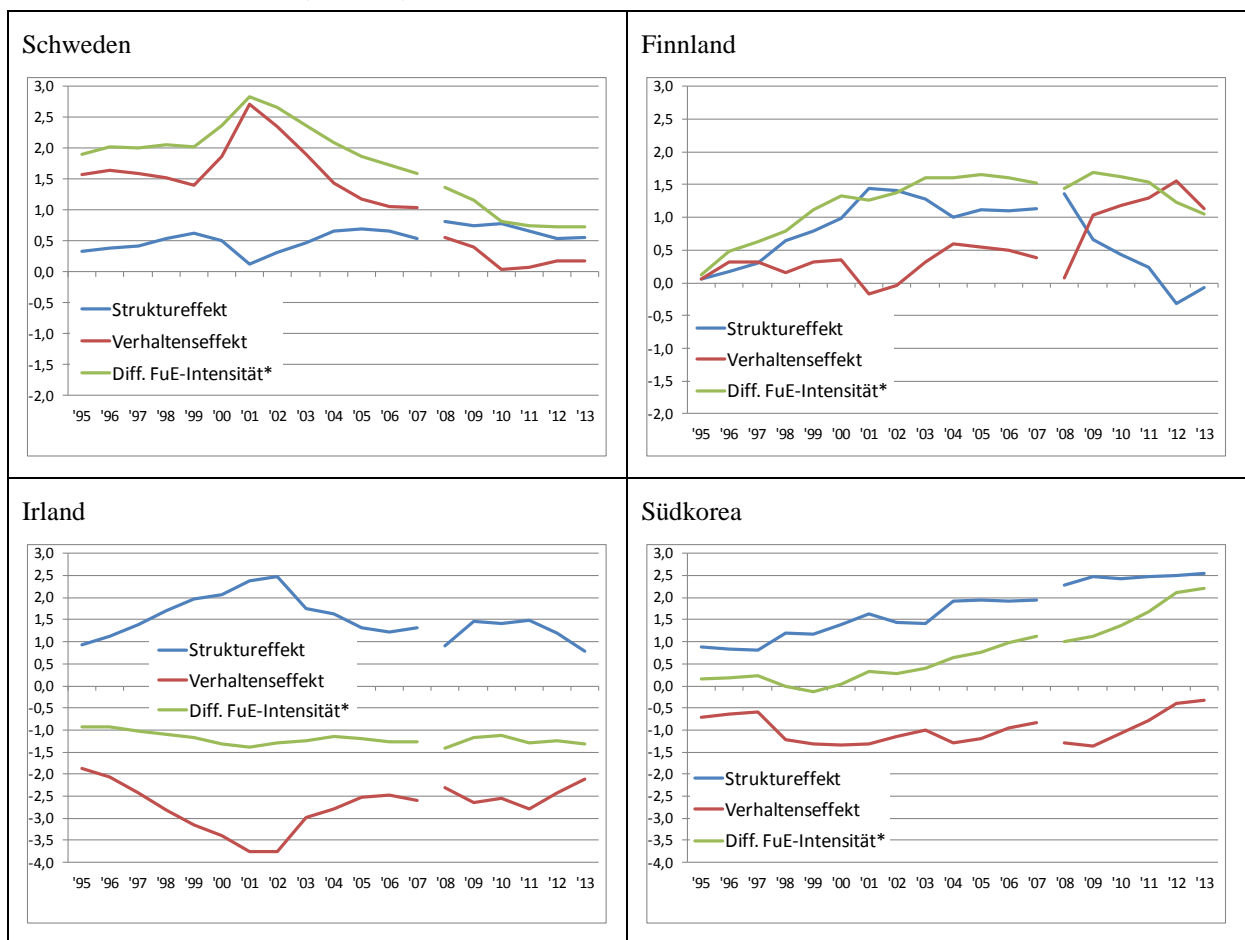 Schweden
3,0
2,5
2,0
1,5
1,0
0,5
0,0
-0,5
-1,0
-1,5
-2,0
Struktureffekt
Verhaltenseffekt
Diff. FuE-Intensität*
'95 '96 '97 '98 '99 '00 '01 '02 '03 '04 '05 '06 '07 '08 '09 '10 '11 '12 '13
Finnland
3,0
2,5
2,0
1,5
1,0
0,5
0,0
-0,5
-1,0
-1,5
-2,0
Struktureffekt
Verhaltenseffekt
Diff. FuE-Intensität*
'95 '96 '97 '98 '99 '00 '01 '02 '03 '04 '05 '06 '07 '08 '09 '10 '11 '12 '13
Irland
3,0
2,5
2,0
1,5
1,0
0,5
0,0
-0,5
-1,0
-1,5
-2,0
-2,5
-3,0
-3,5
-4,0
Struktureffekt
Verhaltenseffekt
Diff. FuE-Intensität*
'95 '96 '97 '98 '99 '00 '01 '02 '03 '04 '05 '06 '07 '08 '09 '10 '11 '12 '13
Südkorea
3,0
2,5
2,0
1,5
1,0
0,5
0,0
-0,5
-1,0
-1,5
-2,0
-2,5
-3,0
-3,5
-4,0
Struktureffekt
Verhaltenseffekt
Diff. FuE-Intensität*
'95 '96 '97 '98 '99 '00 '01 '02 '03 '04 '05 '06 '07 '08 '09 '10 '11 '12 '13